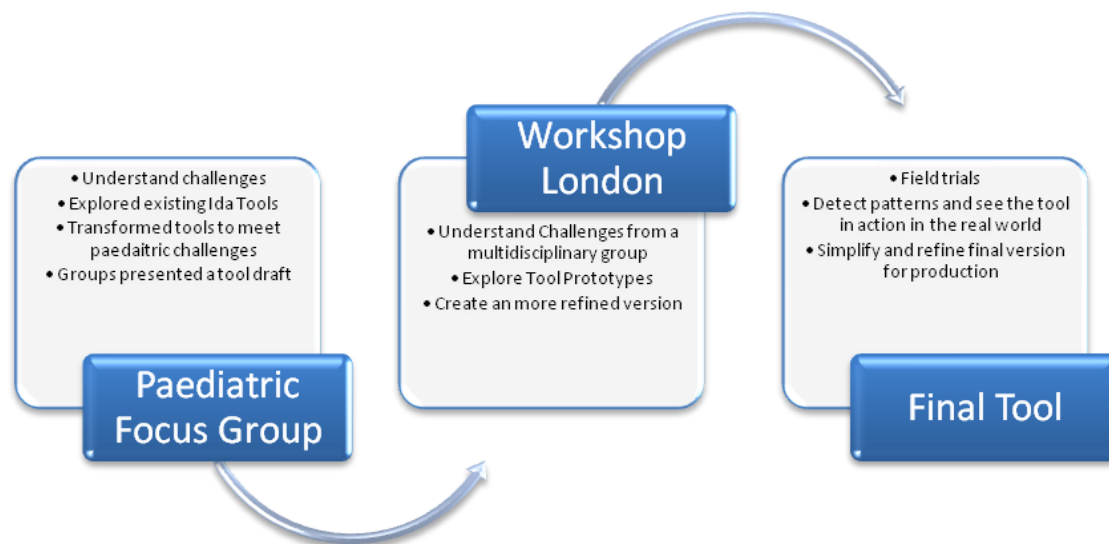 • Understand challenges
• Explored existing Ida Tools
• Transformed tools to meet
paedaitric challenges
• Groups presented a tool draft
Paediatric
Focus Group
Workshop
London
• Understand Challenges from a
multidisciplinary group
• Explore Tool Prototypes
• Create an more refined version
• Field trials
• Detect patterns and see the tool
in action in the real world
• Simplify and refine final version
for production
Final Tool